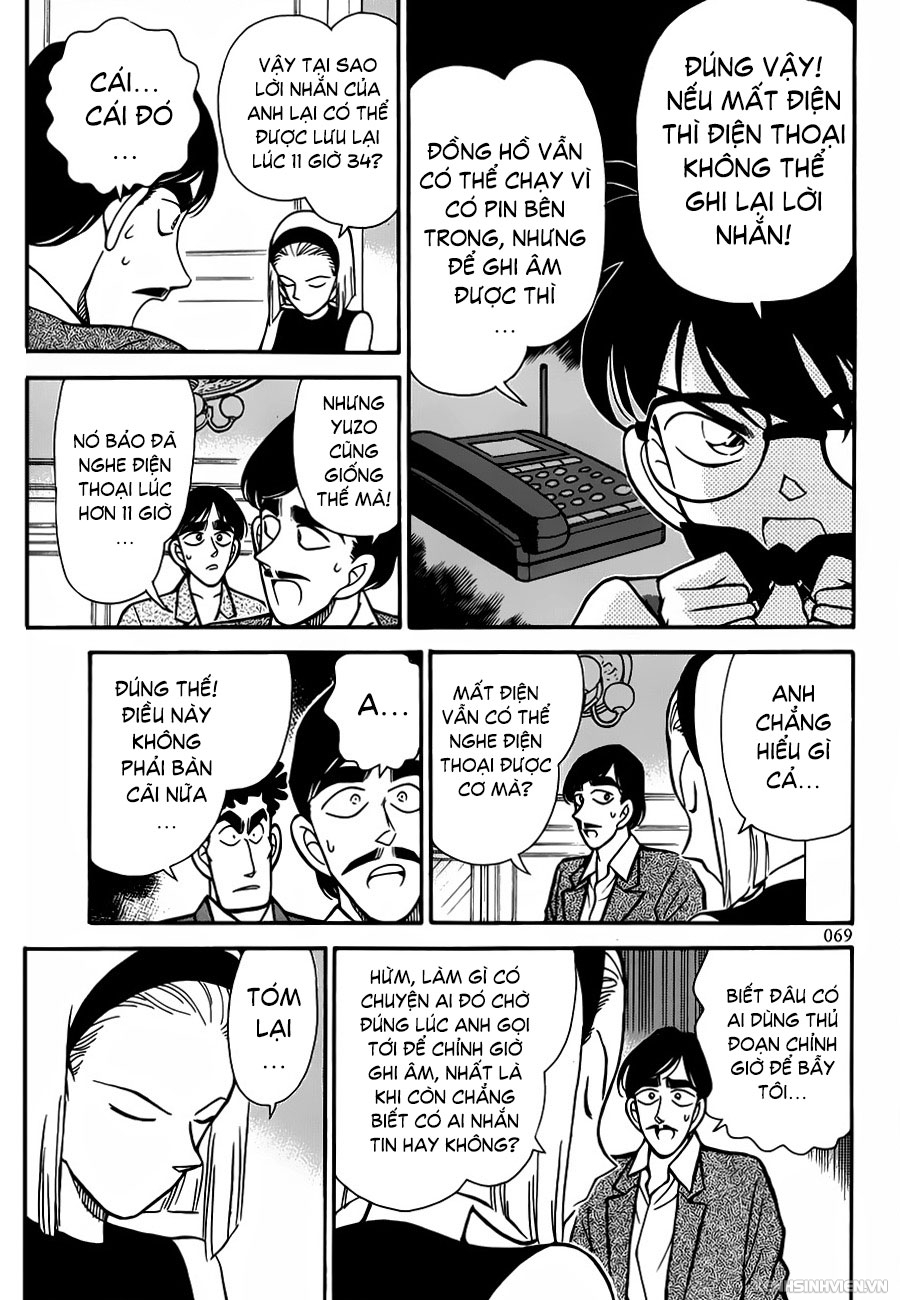 ĐÚNG VẬY!
NẾU MẤT ĐIỆN
THÌ ĐIỆN THOẠI
KHÔNG THỂ
GHI LẠI LỜI
NHẮN!
ĐỒNG HỒ VẪN
CÓ THỂ CHẠY VÌ
CÓ PIN BÊN
TRONG, NHƯNG
ĐỂ GHI ÂM
ĐƯỢC THÌ
...
VẬY TẠI SAO
LỜI NHẮN CỦA
ANH LẠI CÓ THỂ
ĐƯỢC LƯU LẠI
LÚC 11 GIỜ 34?
CÁI...
CÁI ĐÓ
...
NHƯNG
YUZO
CŨNG
GIỐNG
THẾ MÀ!
NÓ BẢO ĐÃ
NGHE ĐIỆN
THOẠI LÚC
HƠN 11 GIỜ
...
ANH
CHẲNG
HIỂU GÌ
CẢ...
MẤT ĐIỆN
VẪN CÓ THỂ
NGHE ĐIỆN
THOẠI ĐƯỢC
CƠ MÀ?
A...
ĐÚNG THẾ!
ĐIỀU NÀY
KHÔNG
PHẢI BÀN
CÃI NỮA
...
069
BIẾT ĐÂU CÓ
AI DÙNG THỦ
ĐOẠN CHỈNH
GIỜ ĐỂ BẪY
TÔI...
HỪM, LÀM GÌ CÓ
CHUYỆN AI ĐÓ CHỜ
ĐÚNG LÚC ANH GỌI
TỚI ĐỂ CHỈNH GIỜ
GHI ÂM, NHẤT LÀ
KHI CÒN CHẲNG
BIẾT CÓ AI NHẮN
TIN HAY KHÔNG?
TÓM
LẠI
...